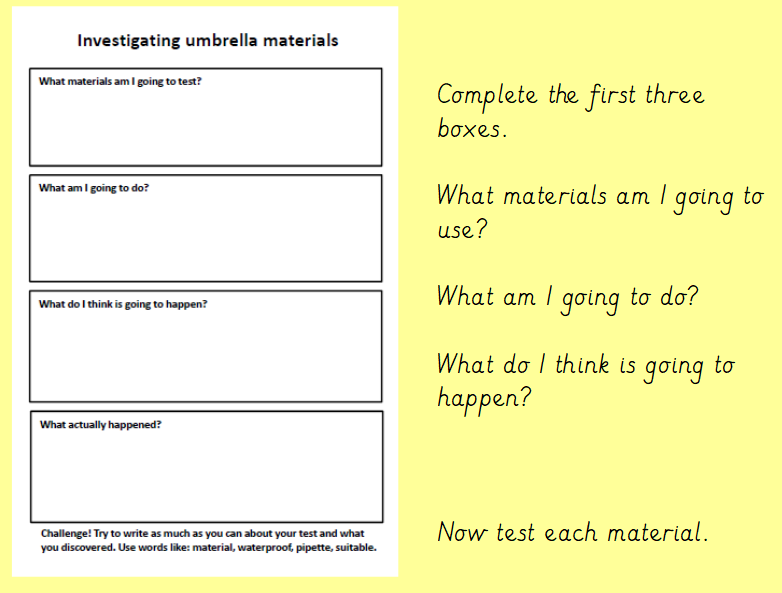 Investigating umbrella materials
What materials am I going to test?
What am I going to do?
What do I think is going to happen?
What actually happened?
Challenge! Try to write as much as you can about your test and what
you discovered. Use words like: material, waterproof, pipette, suitable.
Complete the first three
boxes.
What materials am I going to
use?
What am I going to do?
What do I think is going to
happen?
Now test each material.